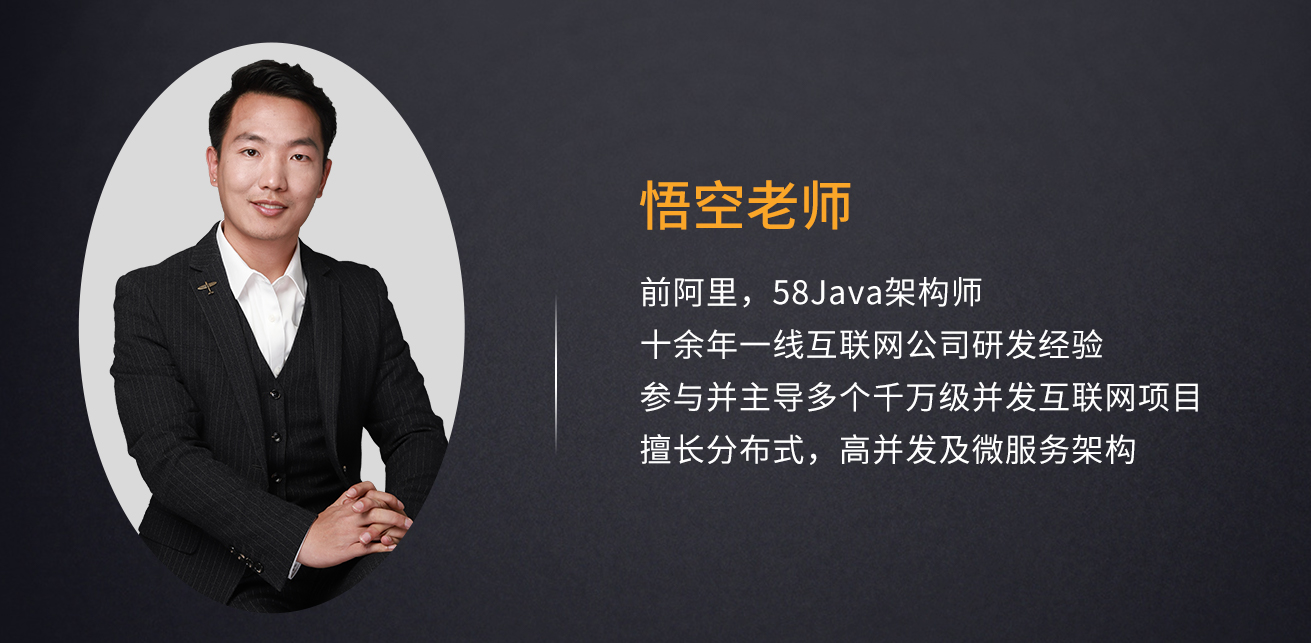 悟空老师
前阿里，58Java架构师
十余年一线互联网公司研发经验
参与并主导多个千万级并发互联网项目
擅长分布式，高并发及微服务架构